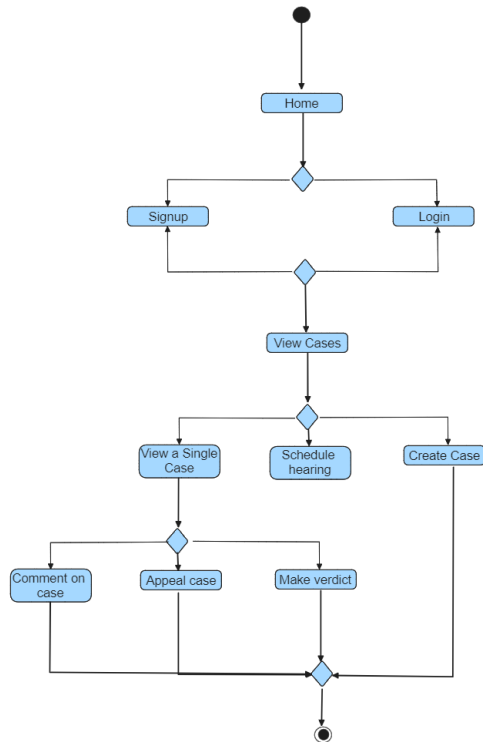 Home
Signup
Login
View Cases
View a Single
Case
Schedule
hearing
Create Case
Comment on
case
Appeal case
Make verdict